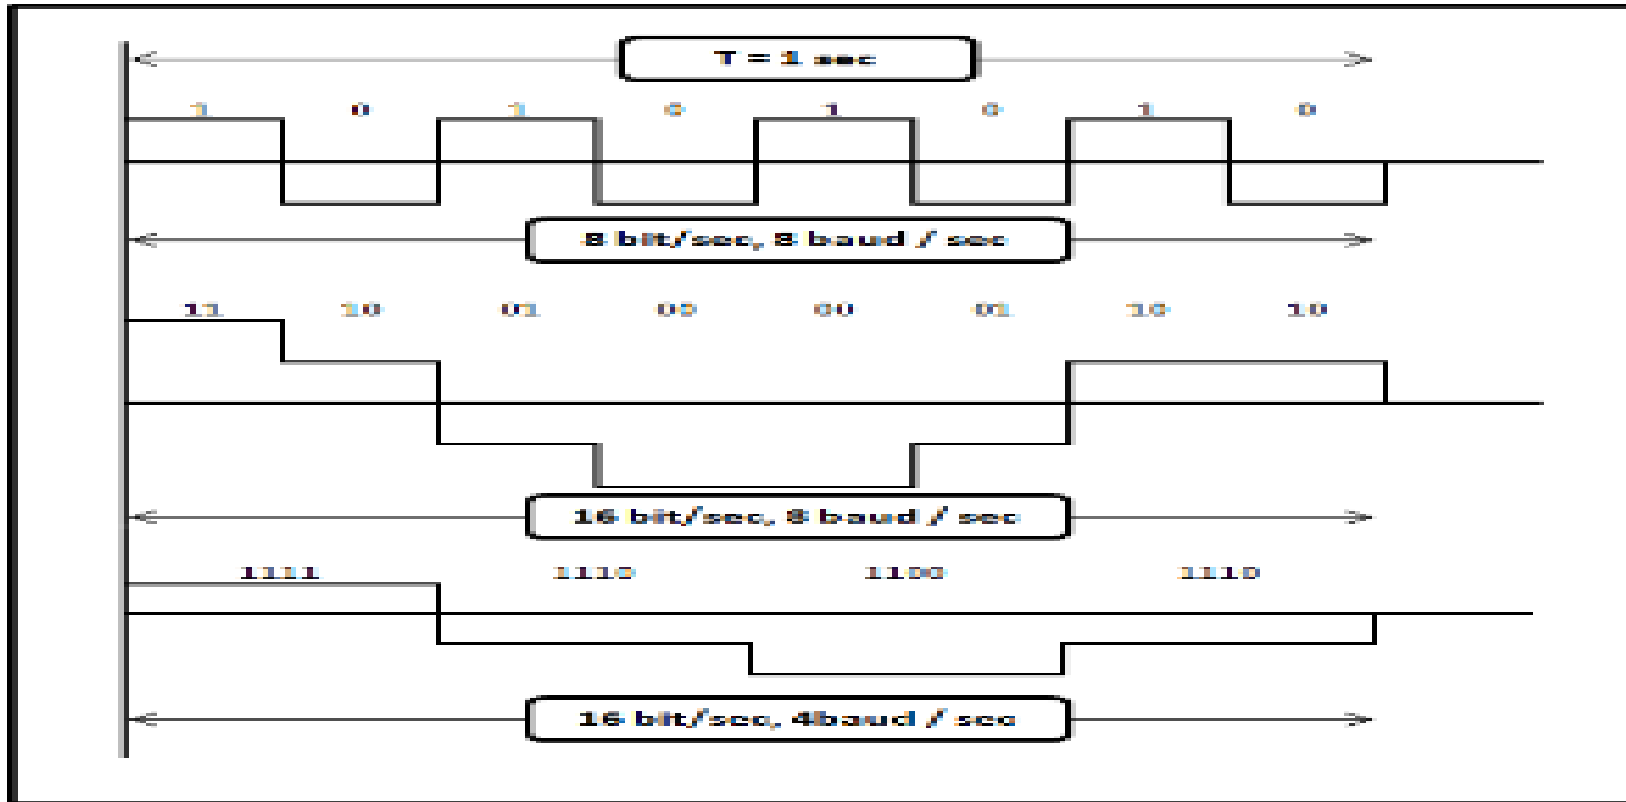 T = 1 sec
1 0 1 0 1 0 1 0
8 bit/sec, 8 baud / sec
11 10 01 00 00 01 10 10
16 bit/sec, 8 baud / sec
1111 1110 1100 1110
16 bit/sec, 4baud / sec